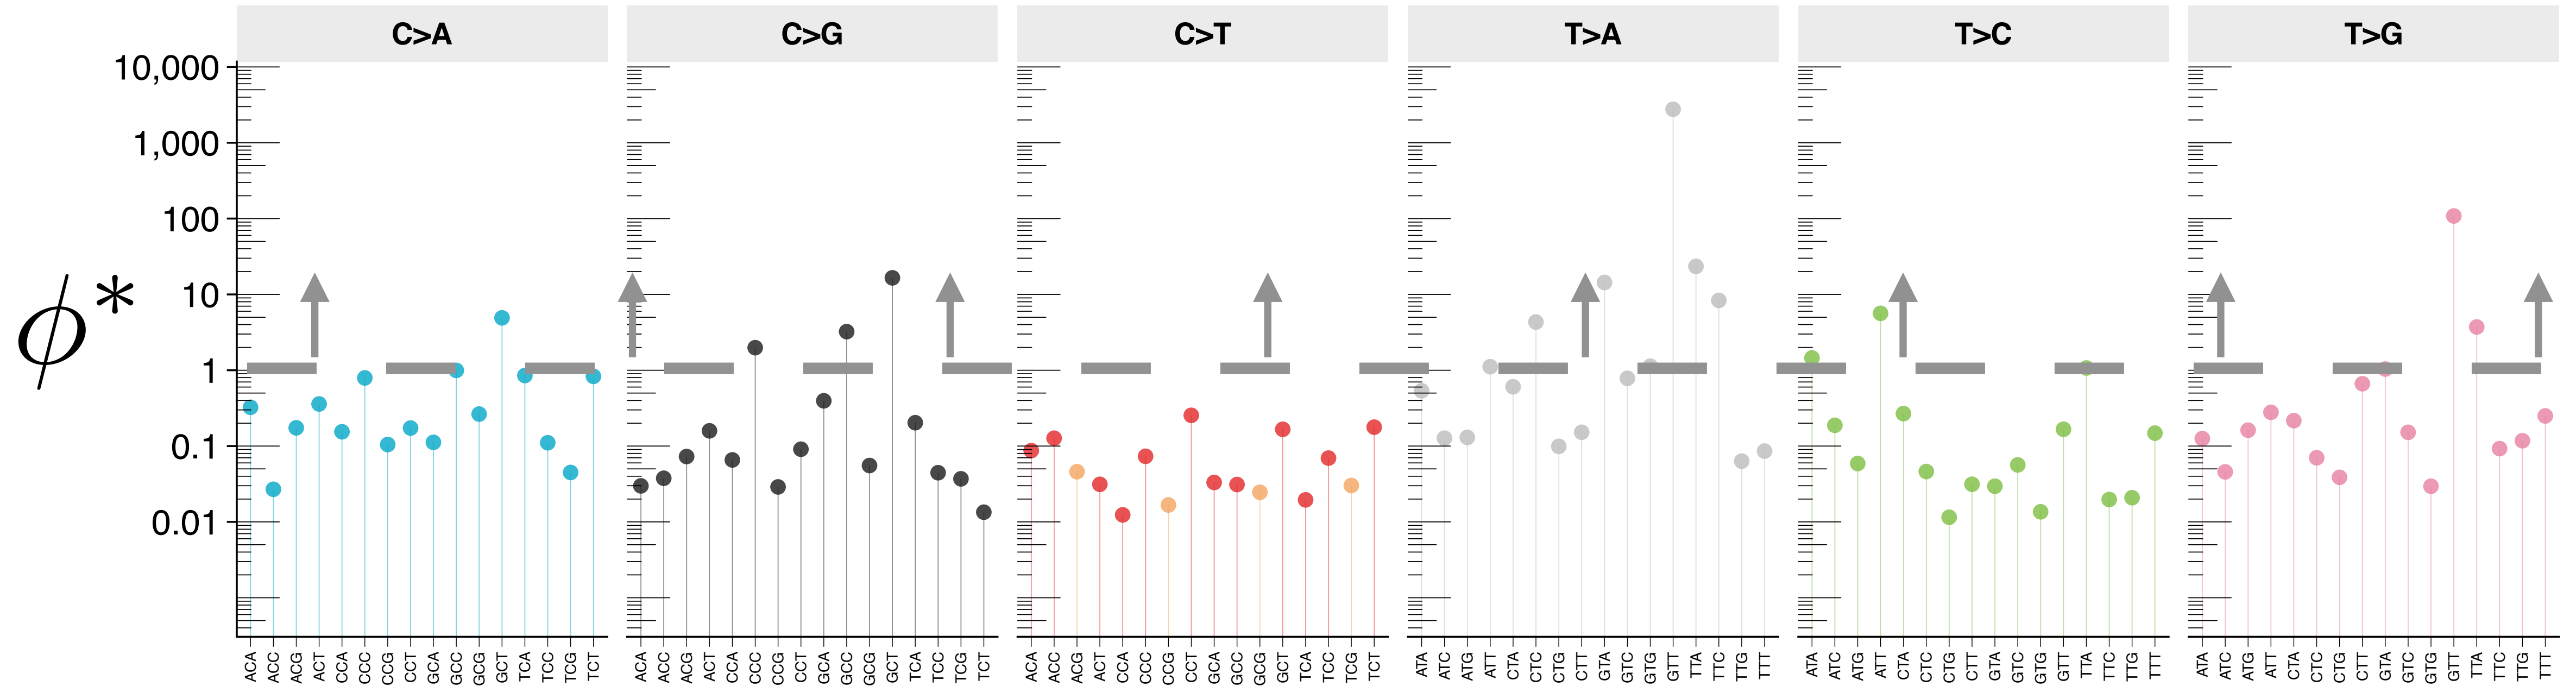 C>A C>G C>T T>A T>C T>G
10,000
1,000
100
10
1
0.1
0.01
ϕ*
ACA ACC ACG ACT CCA CCC CCG CCT GCA GCC GCG GCT TCA TCC TCG TCT
ACA ACC ACG ACT CCA CCC CCG CCT GCA GCC GCG GCT TCA TCC TCG TCT
ACA ACC ACG ACT CCA CCC CCG CCT GCA GCC GCG GCT TCA TCC TCG TCT
ATA ATC ATG ATT CTA CTC CTG CTT GTA GTC GTG GTT TTA TTC TTG TTT
ATA ATC ATG ATT CTA CTC CTG CTT GTA GTC GTG GTT TTA TTC TTG TTT
ATA ATC ATG ATT CTA CTC CTG CTT GTA GTC GTG GTT TTA TTC TTG TTT